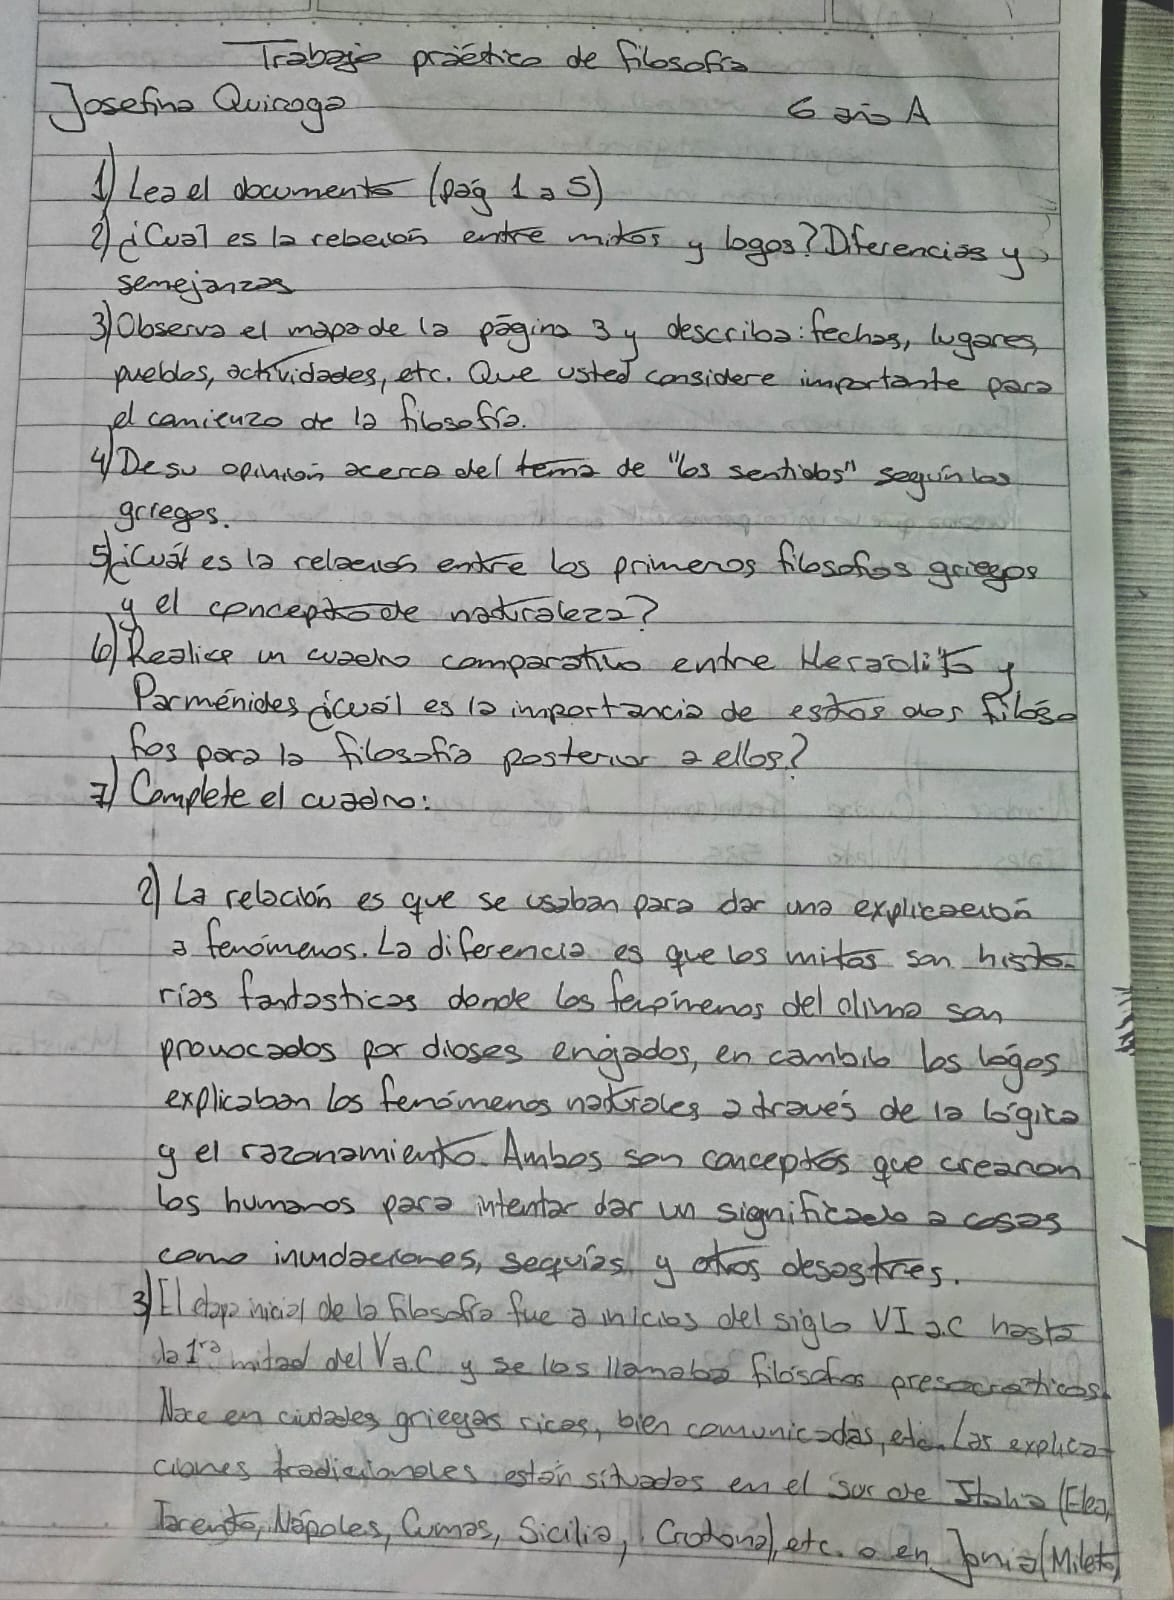 Trabajo práctico de filosofía
Josefina Quiroga 6 año A
1) Lea el documento (pág 1 a 5)
2) ¿Cual es la relación entre mitos y logos? Diferencias y
semejanzas
3) Observa el mapa de la página 3 y describa: fechas, lugares,
pueblos, actividades, etc. Que usted considere importante para
el comienzo de la filosofía.
4) De su opinión acerca del tema de "los sentidos" según los
griegos.
5) ¿Cuál es la relación entre los primeros filosofos griegos
y el concepto de naturaleza?
6) Realice un cuadro comparativo entre Heráclito y
Parménides ¿cuál es la importancia de estos dos filóso
fos para la filosofía posterior a ellos?
7) Complete el cuadro:
2) La relación es que se usaban para dar una explicación
a fenómenos. La diferencia es que los mitos son histo-
rias fantasticas donde los fenómenos del clima son
provocados por dioses enojados, en cambio los lógos
explicaban los fenómenos naturales a través de la lógica
y el razonamiento. Ambos son conceptos que crearon
los humanos para intentar dar un significado a cosas
como inundaciones, sequías y otros desastres.
3) El etapa inicial de la filosofía fue a inicios del siglo VI a.C hasta
la 1ra mitad del V a.C y se los llamaba filósofos presocraticos.
Nace en ciudades griegas ricas, bien comunicadas, etc. Las explica-
ciones tradicionales están situadas en el sur de Italia (Elea,
Tarento, Nápoles, Cumas, Sicilia, Crotona), etc. o en Jonia (Mileto,